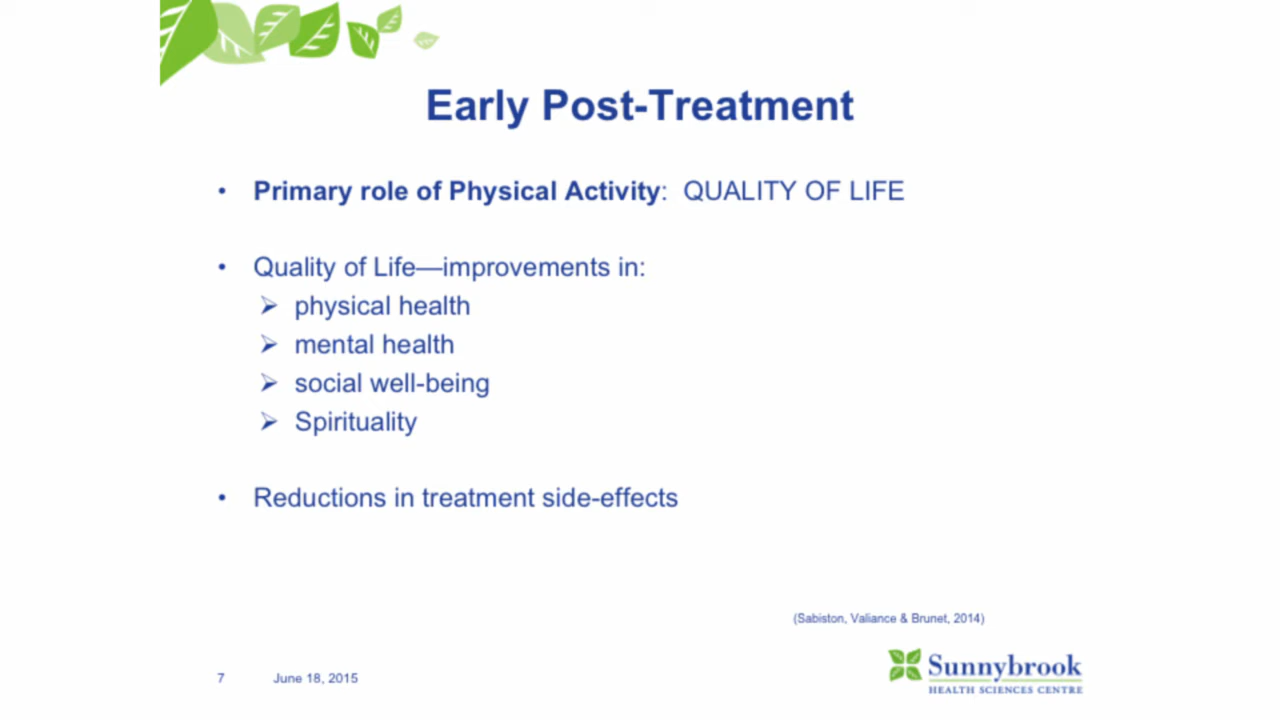 Early Post-Treatment
• Primary role of Physical Activity: QUALITY OF LIFE
• Quality of Life—improvements in:
➢ physical health
➢ mental health
➢ social well-being
➢ Spirituality
• Reductions in treatment side-effects
(Sabiston, Valiance & Brunet, 2014)
7 June 18, 2015
Sunnybrook
HEALTH SCIENCES CENTRE